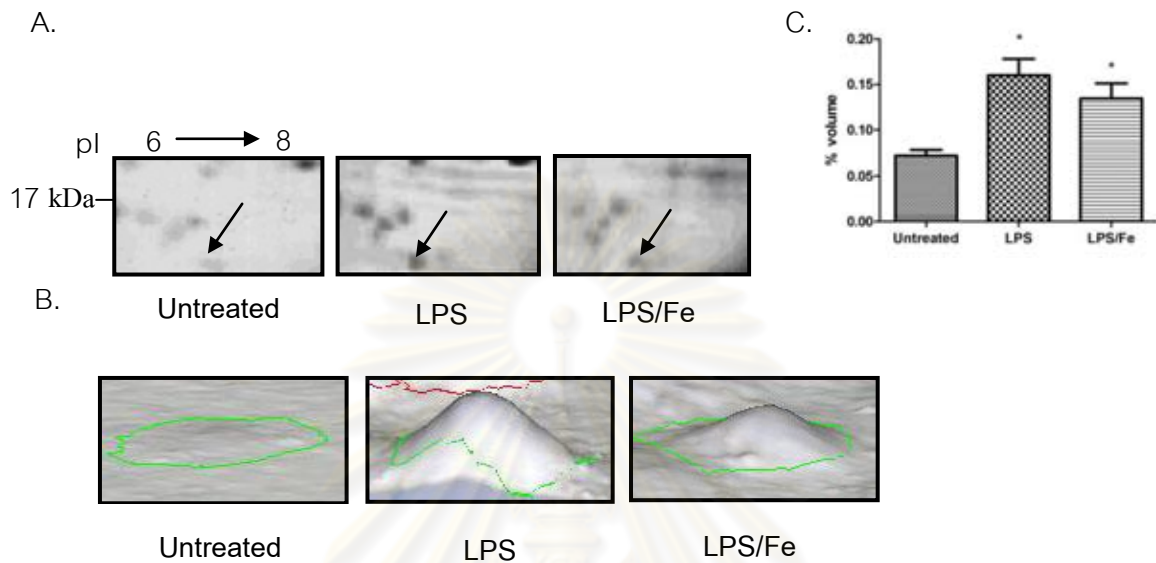 A.
pI 6 8
17 kDa
Untreated LPS LPS/Fe
B.
Untreated LPS LPS/Fe
C.
% volume
0.20
0.15
0.10
0.05
0.00
* *
Untreated LPS LPS/Fe